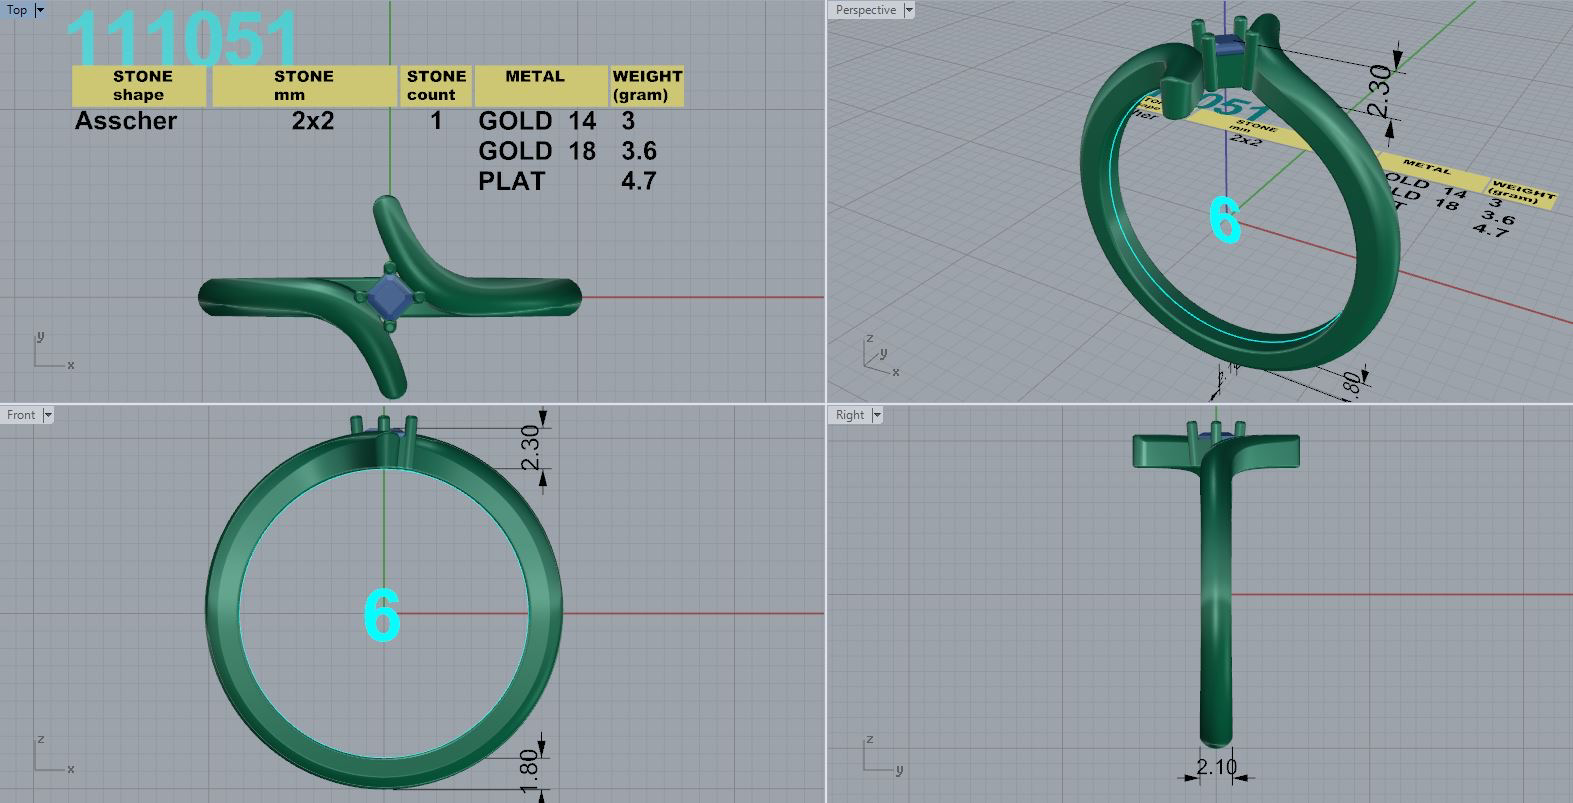 Top
111051
STONE shape STONE mm STONE count METAL WEIGHT (gram)
Asscher 2x2 1 GOLD 14 3
GOLD 18 3.6
PLAT 4.7
y
x
Perspective
2.30
051
STONE
mm
2x2
METAL
WEIGHT
(gram)
OLD 14 3
LD 18 3.6
4.7
6
.80
z
y
x
Front
2.30
6
1.80
z
x
Right
2.10
z
y